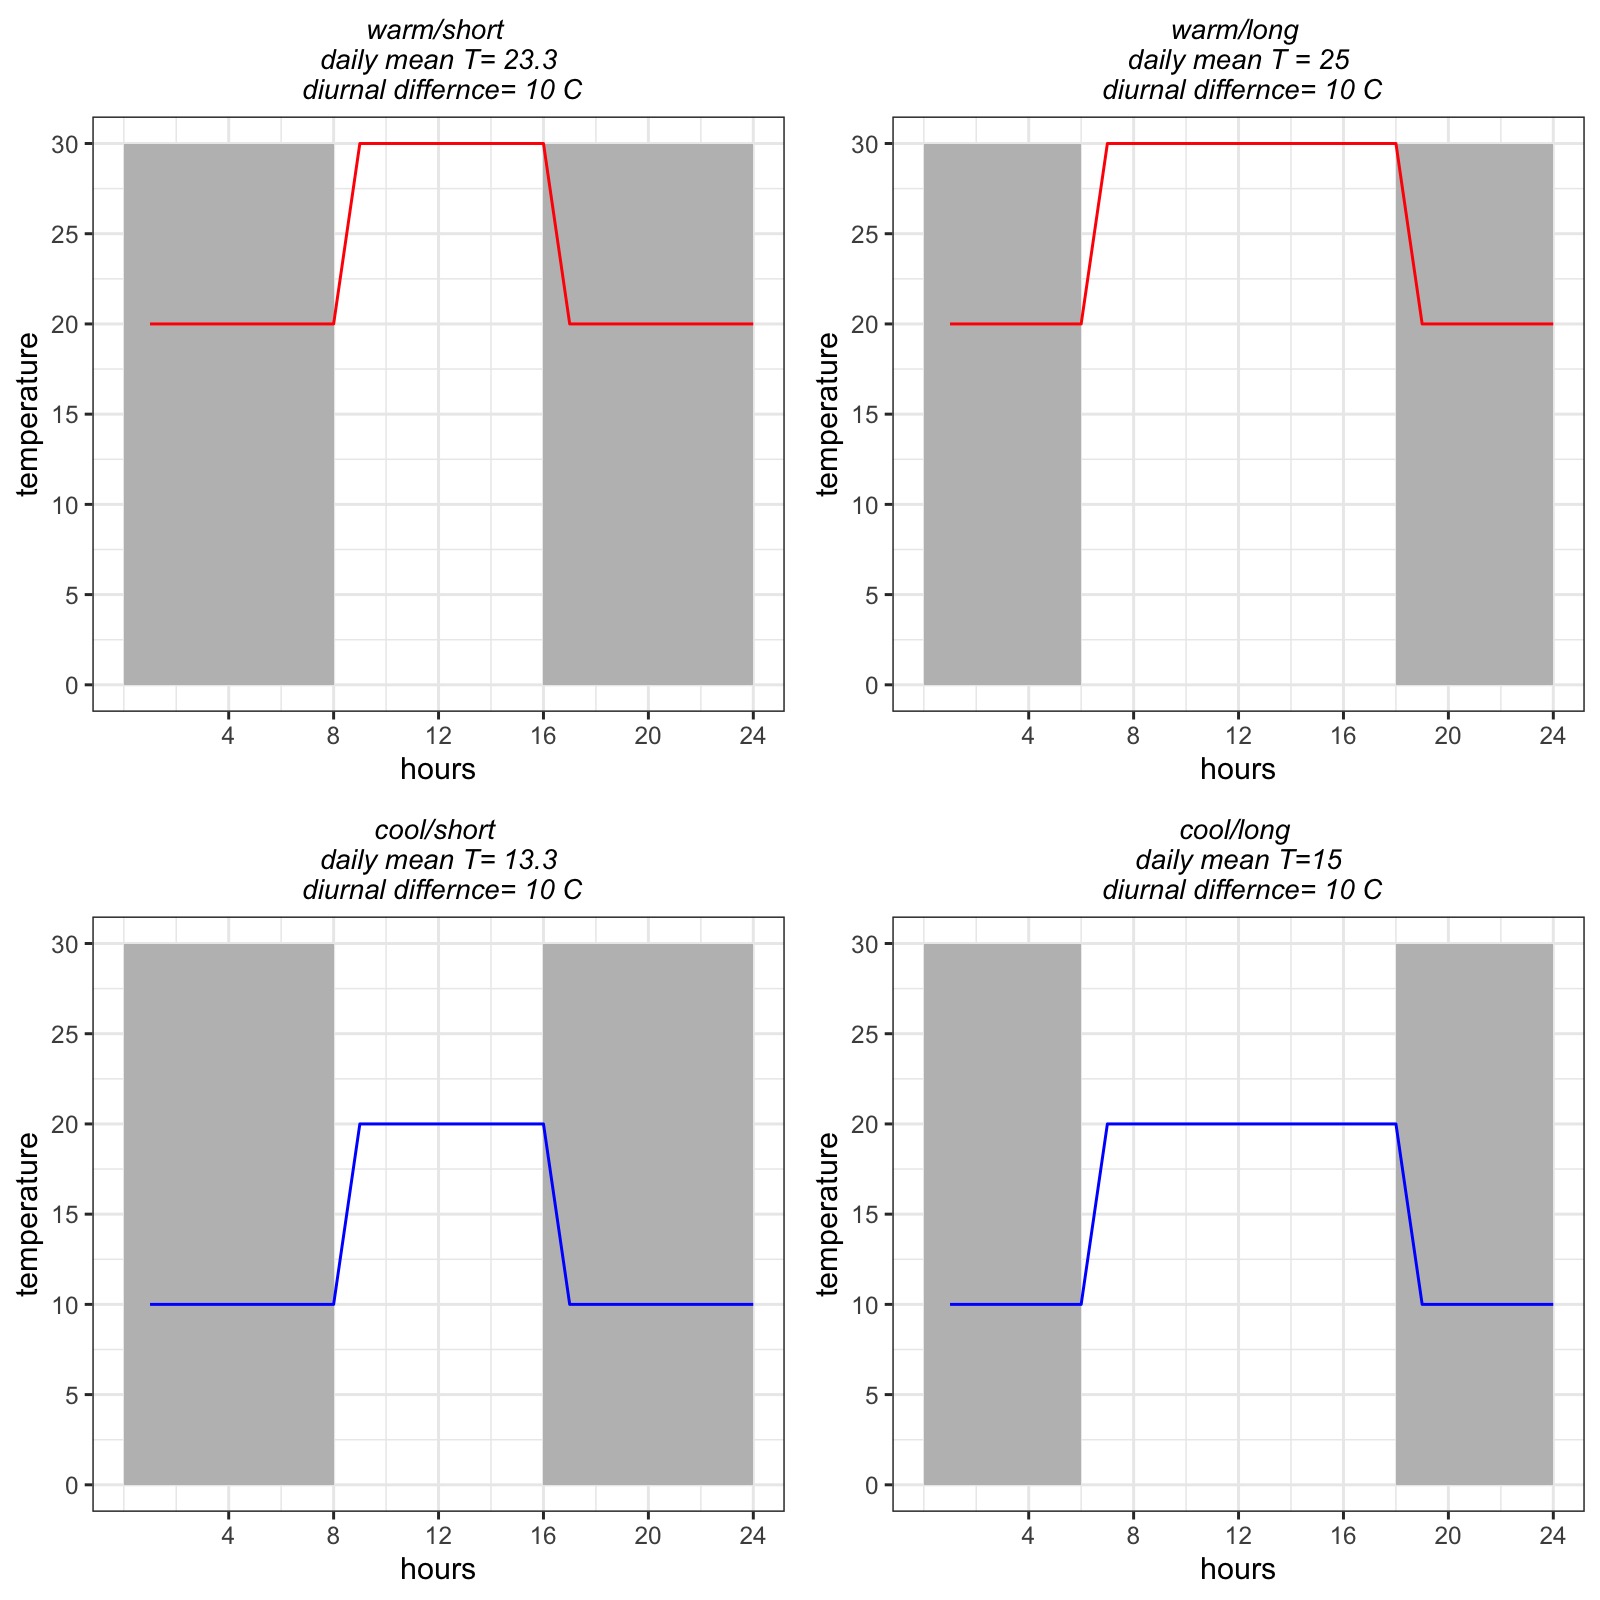 warm/short
daily mean T= 23.3
diurnal differnce= 10 C
30
25
20
15
10
5
0
temperature
4 8 12 16 20 24
hours
warm/long
daily mean T = 25
diurnal differnce= 10 C
30
25
20
15
10
5
0
temperature
4 8 12 16 20 24
hours
cool/short
daily mean T= 13.3
diurnal differnce= 10 C
30
25
20
15
10
5
0
temperature
4 8 12 16 20 24
hours
cool/long
daily mean T=15
diurnal differnce= 10 C
30
25
20
15
10
5
0
temperature
4 8 12 16 20 24
hours